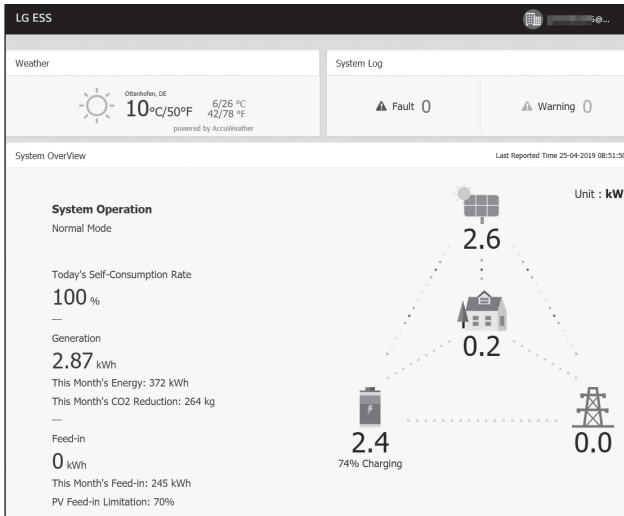 LG ESS
Weather
System Log
Ottenhofen, DE
10°C/50°F
6/26 °C
42/78 °F
powered by AccuWeather
Fault 0
Warning 0
System OverView
Last Reported Time 25-04-2019 08:51:50
System Operation
Normal Mode
Unit : kW
2.6
Today's Self-Consumption Rate
100 %
Generation
2.87 kWh
0.2
This Month's Energy: 372 kWh
This Month's CO2 Reduction: 264 kg
Feed-in
0 kWh
2.4
0.0
74% Charging
This Month's Feed-in: 245 kWh
PV Feed-in Limitation: 70%